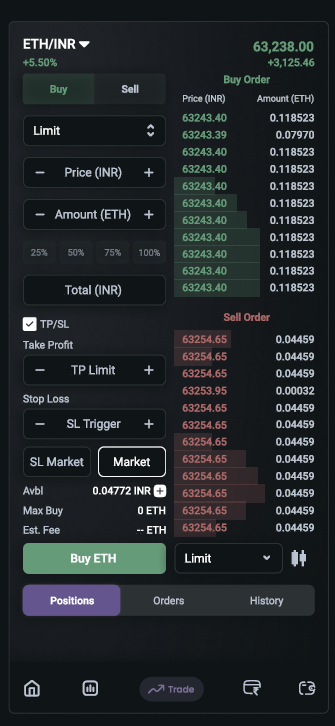 ETH/INR
63,238.00
+5.50%
+3,125.46
Buy
Sell
Limit
− Price (INR) +
− Amount (ETH) +
25% 50% 75% 100%
Total (INR)
TP/SL
Take Profit
− TP Limit +
Stop Loss
− SL Trigger +
SL Market
Market
Avbl 0.04772 INR +
Max Buy 0 ETH
Est. Fee -- ETH
Buy ETH
Buy Order
Price (INR) Amount (ETH)
63243.40 0.118523
63243.39 0.07970
63243.40 0.118523
63243.40 0.118523
63243.40 0.118523
63243.40 0.118523
63243.40 0.118523
63243.40 0.118523
63243.40 0.118523
63243.40 0.118523
63243.40 0.118523
Sell Order
63254.65 0.04459
63254.65 0.04459
63254.65 0.04459
63253.95 0.00032
63254.65 0.04459
63254.65 0.04459
63254.65 0.04459
63254.65 0.04459
63254.65 0.04459
63254.65 0.04459
63254.65 0.04459
63254.65 0.04459
Limit
Positions Orders History
Trade